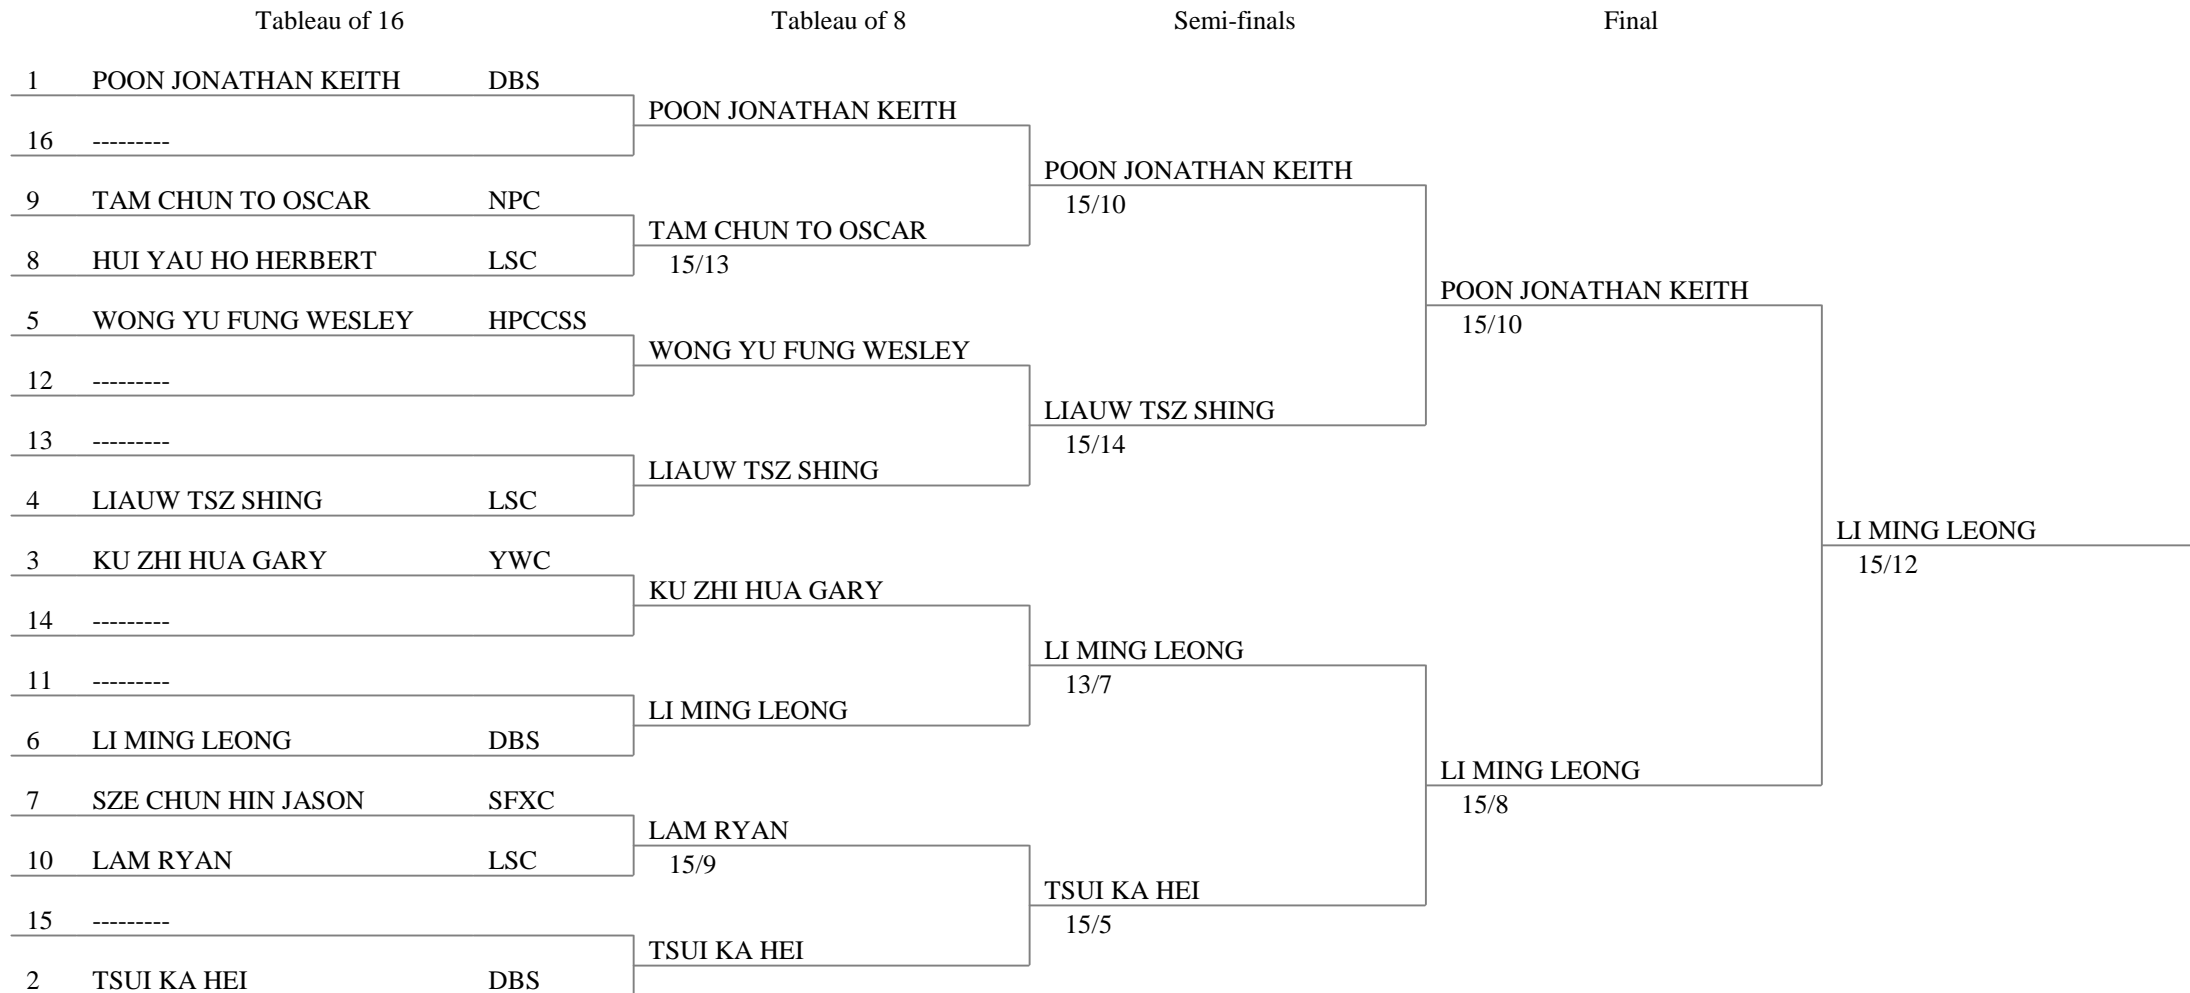 Tableau of 16 Tableau of 8 Semi-finals Final
1 POON JONATHAN KEITH DBS
POON JONATHAN KEITH
16 ---------
POON JONATHAN KEITH
9 TAM CHUN TO OSCAR NPC
15/10
TAM CHUN TO OSCAR
8 HUI YAU HO HERBERT LSC
15/13
POON JONATHAN KEITH
5 WONG YU FUNG WESLEY HPCCSS
15/10
WONG YU FUNG WESLEY
12 ---------
LIAUW TSZ SHING
13 ---------
15/14
LIAUW TSZ SHING
4 LIAUW TSZ SHING LSC
LI MING LEONG
3 KU ZHI HUA GARY YWC
15/12
KU ZHI HUA GARY
14 ---------
LI MING LEONG
11 ---------
13/7
LI MING LEONG
6 LI MING LEONG DBS
LI MING LEONG
7 SZE CHUN HIN JASON SFXC
15/8
LAM RYAN
10 LAM RYAN LSC
15/9
TSUI KA HEI
15 ---------
15/5
TSUI KA HEI
2 TSUI KA HEI DBS